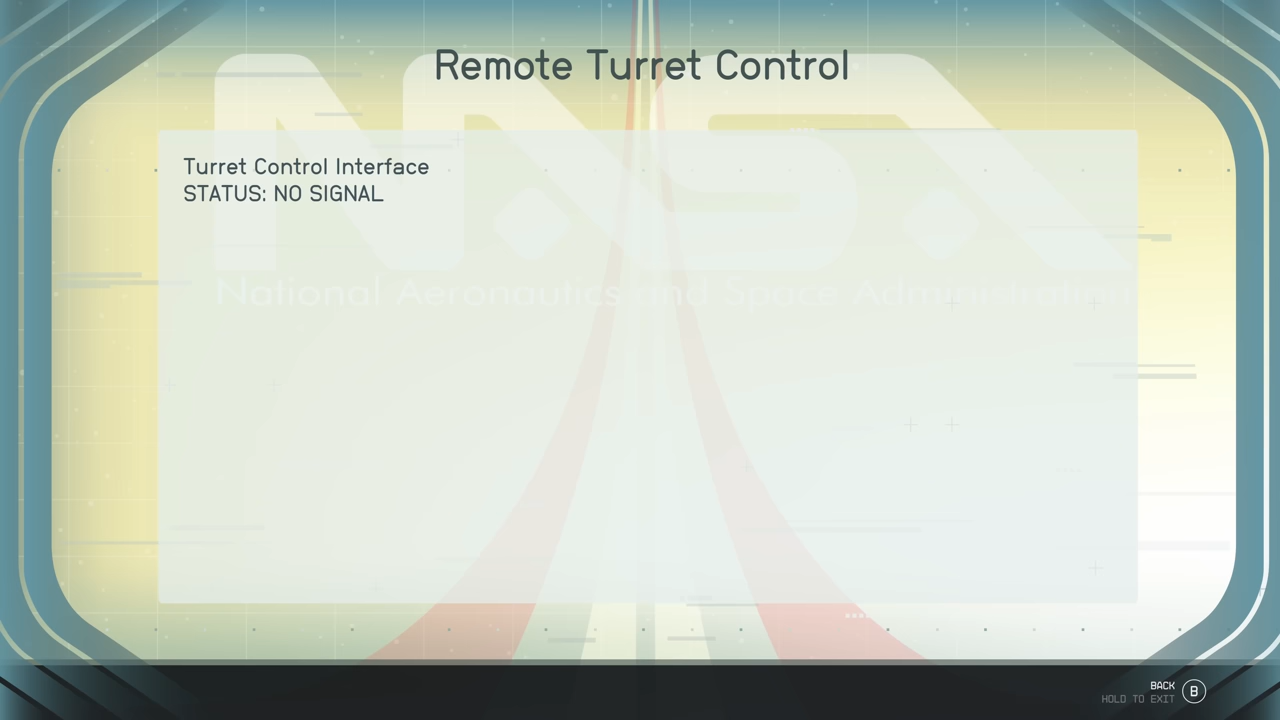 Remote Turret Control
NASA
Turret Control Interface
STATUS: NO SIGNAL
National Aeronautics and Space Administration
BACK
HOLD TO EXIT
B